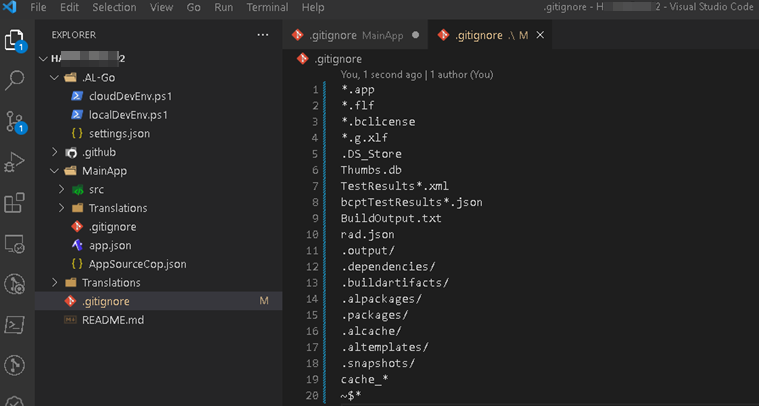 File Edit Selection View Go Run Terminal Help .gitignore - H 2 - Visual Studio Code
EXPLORER ...
.gitignore MainApp
.gitignore .\ M
1
1
HA 2
.AL-Go
cloudDevEnv.ps1
localDevEnv.ps1
{ } settings.json
.github
MainApp
src
Translations
.gitignore
app.json
{ } AppSourceCop.json
Translations
.gitignore M
README.md
.gitignore
You, 1 second ago | 1 author (You)
1 *.app
2 *.flf
3 *.bclicense
4 *.g.xlf
5 .DS_Store
6 Thumbs.db
7 TestResults*.xml
8 bcptTestResults*.json
9 BuildOutput.txt
10 rad.json
11 .output/
12 .dependencies/
13 .buildartifacts/
14 .alpackages/
15 .packages/
16 .alcache/
17 .altemplates/
18 .snapshots/
19 cache_*
20 ~$*